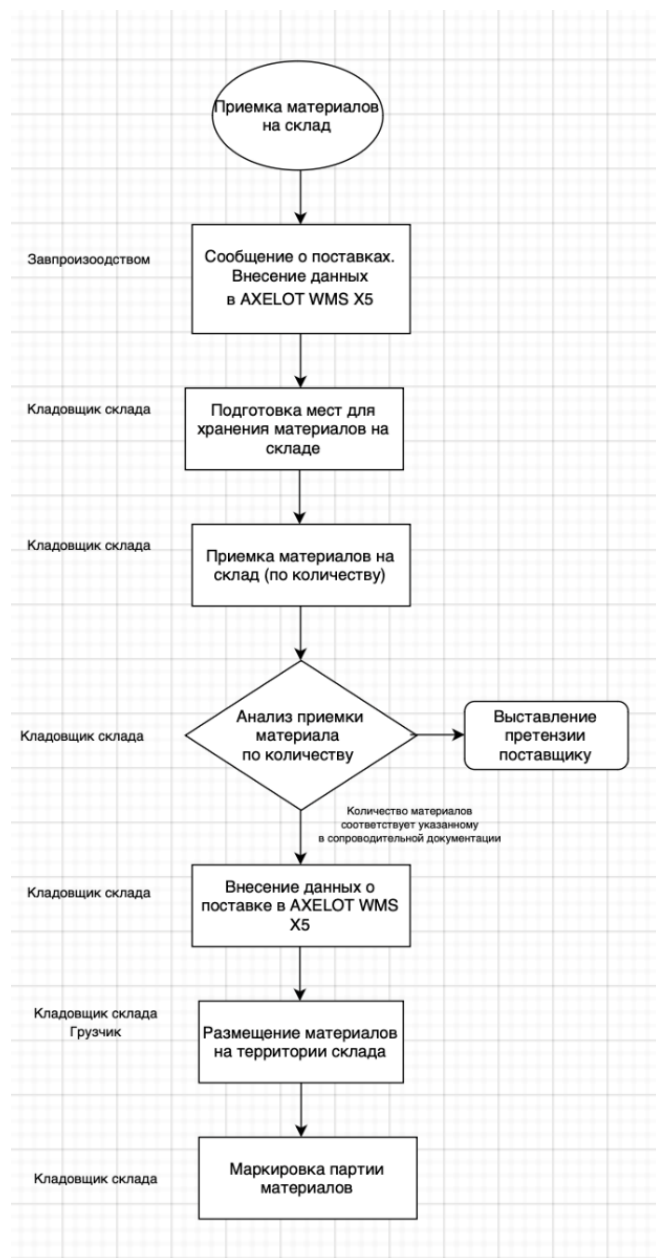 Приемка материалов
на склад
Завпроизоодством
Сообщение о поставках.
Внесение данных
в AXELOT WMS X5
Кладовщик склада
Подготовка мест для
хранения материалов на
складе
Кладовщик склада
Приемка материалов на
склад (по количеству)
Кладовщик склада
Анализ приемки
материала
по количеству
Выставление
претензии
поставщику
Количество материалов
соответствует указанному
в сопроводительной документации
Кладовщик склада
Внесение данных о
поставке в AXELOT WMS
X5
Кладовщик склада
Грузчик
Размещение материалов
на территории склада
Кладовщик склада
Маркировка партии
материалов